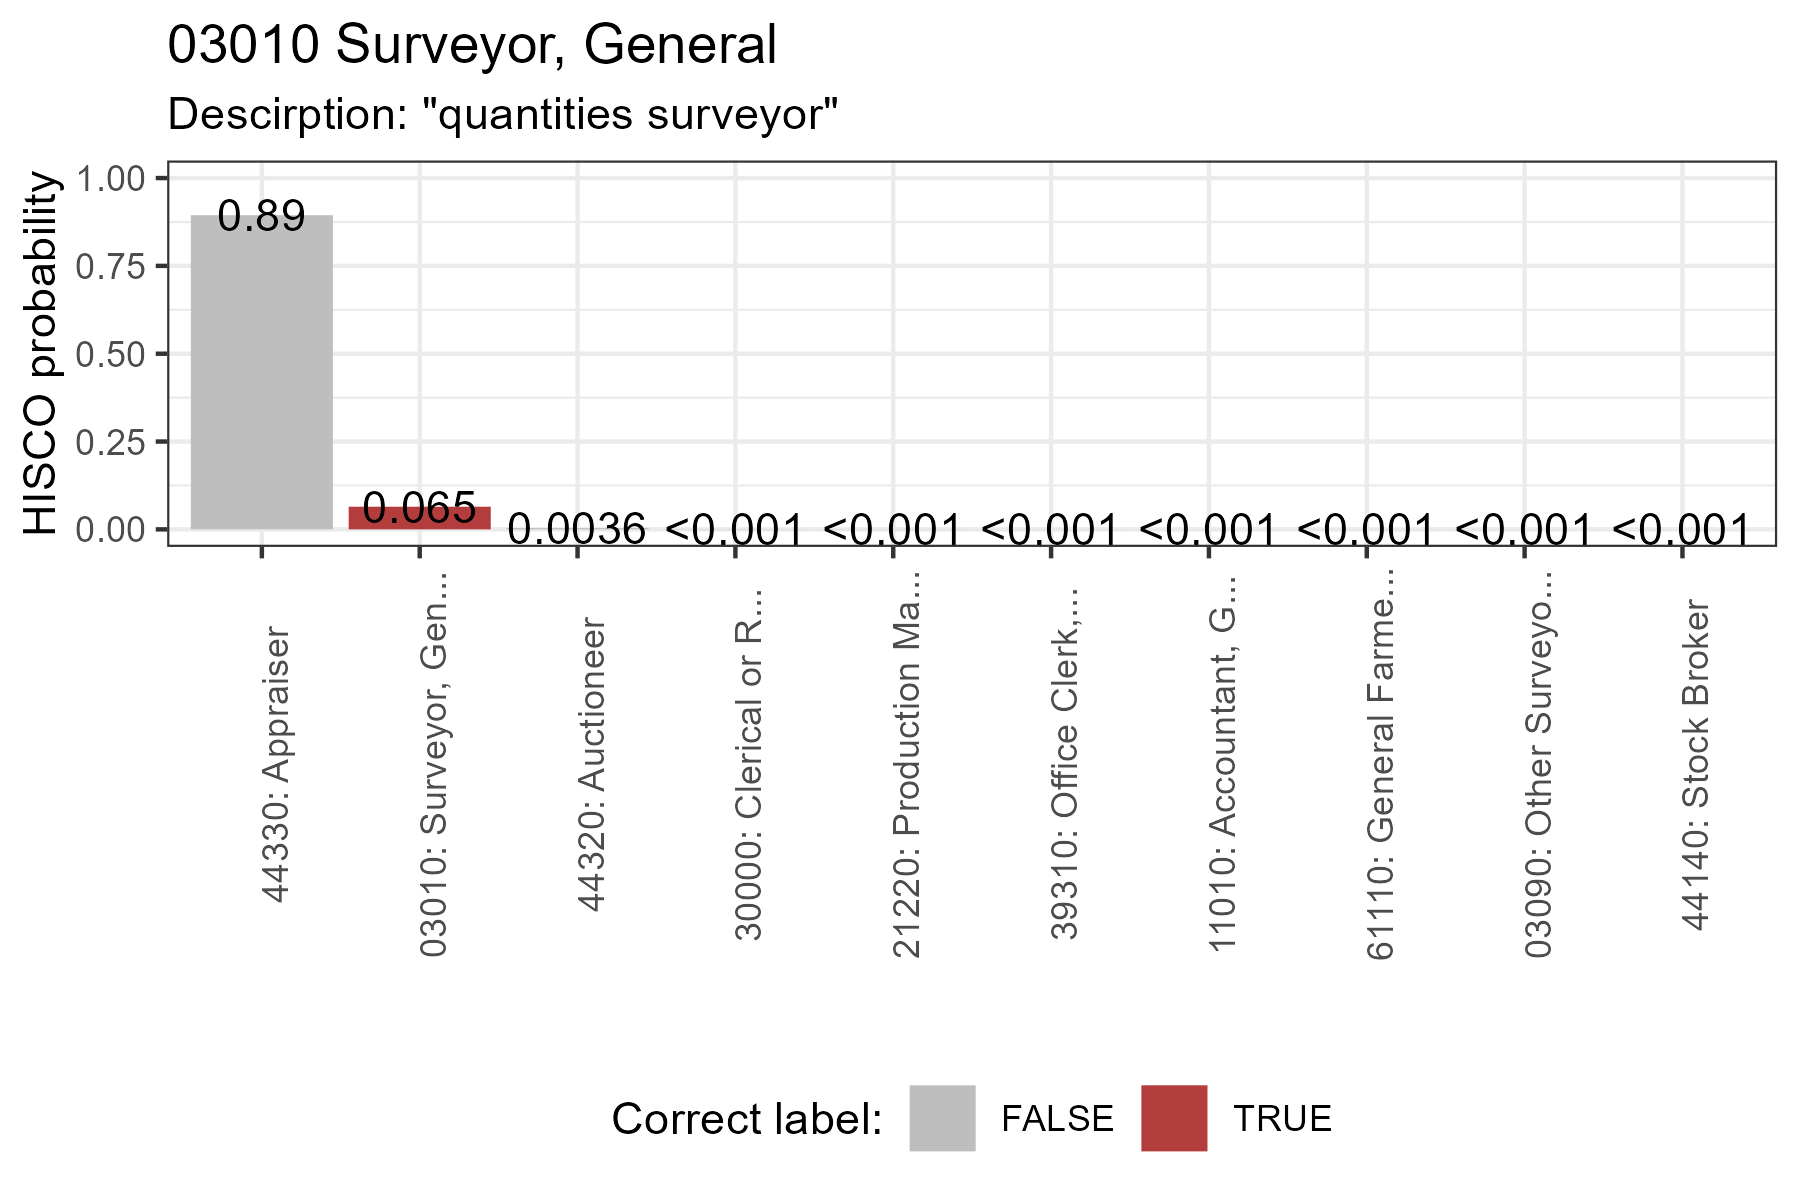 03010 Surveyor, General
Descirption: "quantities surveyor"
HISCO probability
1.00
0.75
0.50
0.25
0.00
0.89
0.065
0.0036
<0.001
<0.001
<0.001
<0.001
<0.001
<0.001
<0.001
44330: Appraiser
03010: Surveyor, Gen...
44320: Auctioneer
30000: Clerical or R...
21220: Production Ma...
39310: Office Clerk,...
11010: Accountant, G...
61110: General Farme...
03090: Other Surveyo...
44140: Stock Broker
Correct label: FALSE TRUE